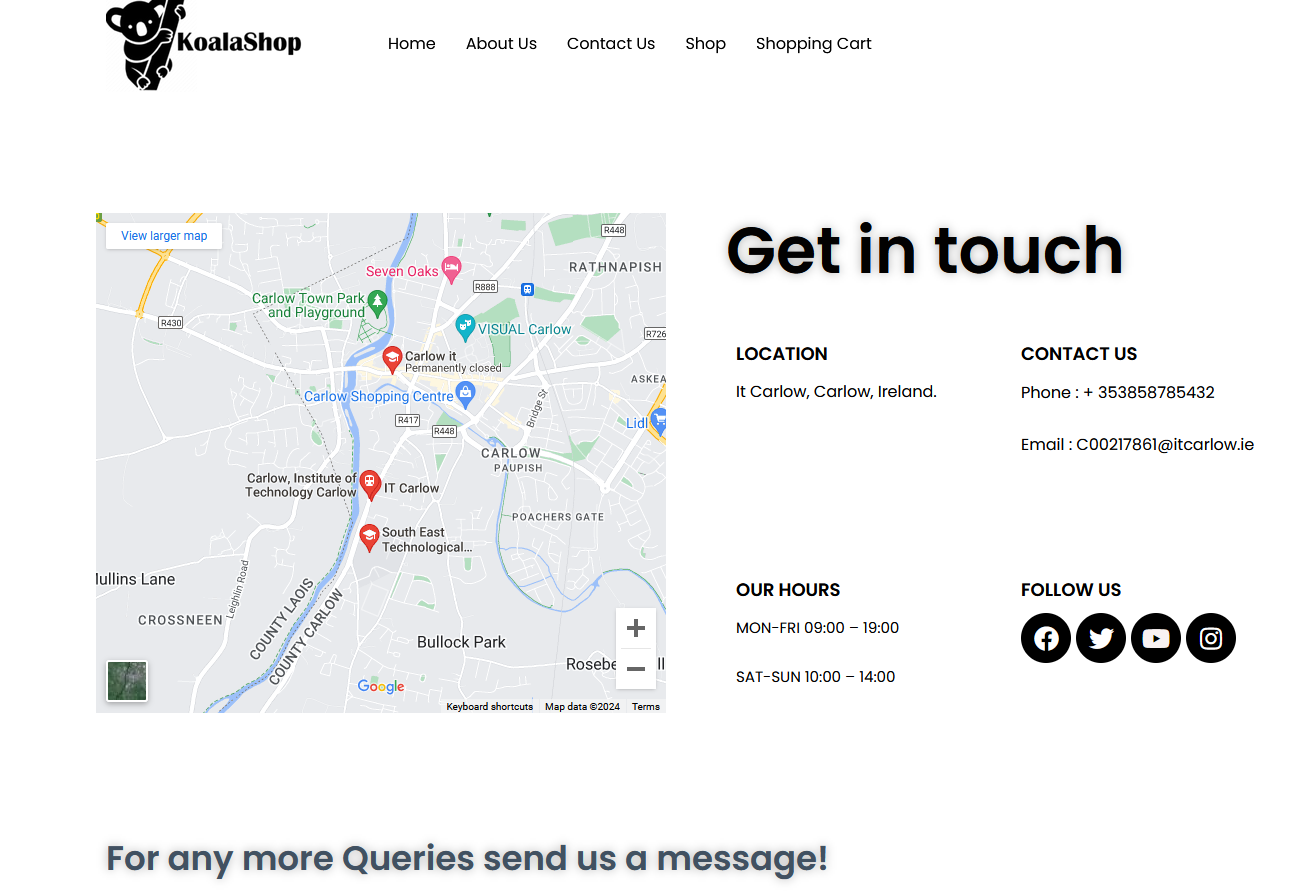 KoalaShop
Home About Us Contact Us Shop Shopping Cart
View larger map
R448
RATHNAPISH
Seven Oaks
R888
Carlow Town Park
and Playground
R430
VISUAL Carlow
R726
Carlow it
Permanently closed
ASKEA
Carlow Shopping Centre
Bridge St
R417
R448
Lidl
CARLOW
PAUPISH
Carlow, Institute of
Technology Carlow
IT Carlow
POACHERS GATE
South East
Technological...
Mullins Lane
Leighlin Road
CROSSNEEN
COUNTY LAOIS
COUNTY CARLOW
Bullock Park
Google
Keyboard shortcuts Map data ©2024 Terms
Get in touch
LOCATION
It Carlow, Carlow, Ireland.
CONTACT US
Phone : + 353858785432
Email : C00217861@itcarlow.ie
OUR HOURS
MON-FRI 09:00 – 19:00
SAT-SUN 10:00 – 14:00
FOLLOW US
For any more Queries send us a message!